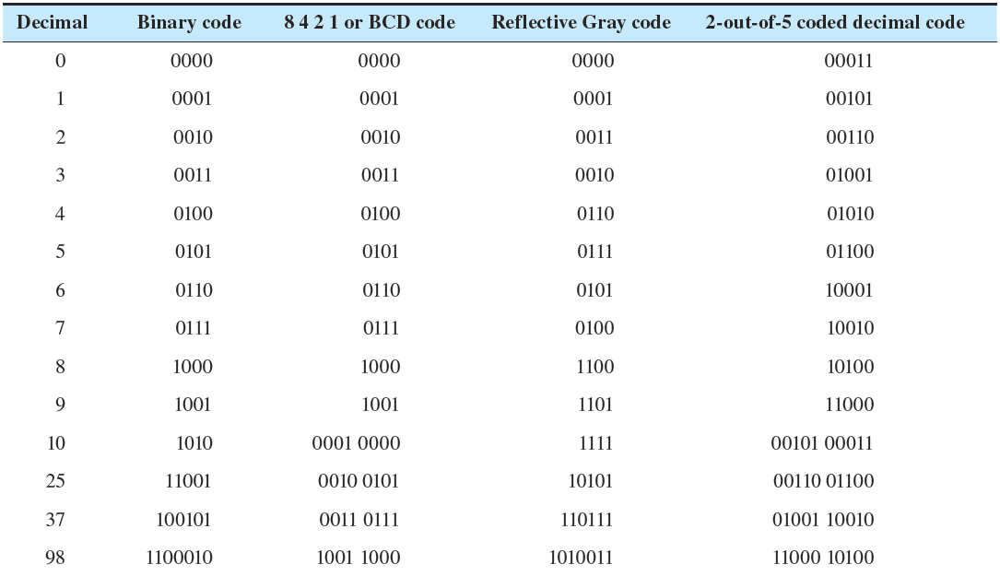 Decimal Binary code 8 4 2 1 or BCD code Reflective Gray code 2-out-of-5 coded decimal code
0 0000 0000 0000 00011
1 0001 0001 0001 00101
2 0010 0010 0011 00110
3 0011 0011 0010 01001
4 0100 0100 0110 01010
5 0101 0101 0111 01100
6 0110 0110 0101 10001
7 0111 0111 0100 10010
8 1000 1000 1100 10100
9 1001 1001 1101 11000
10 1010 0001 0000 1111 00101 00011
25 11001 0010 0101 10101 00110 01100
37 100101 0011 0111 110111 01001 10010
98 1100010 1001 1000 1010011 11000 10100